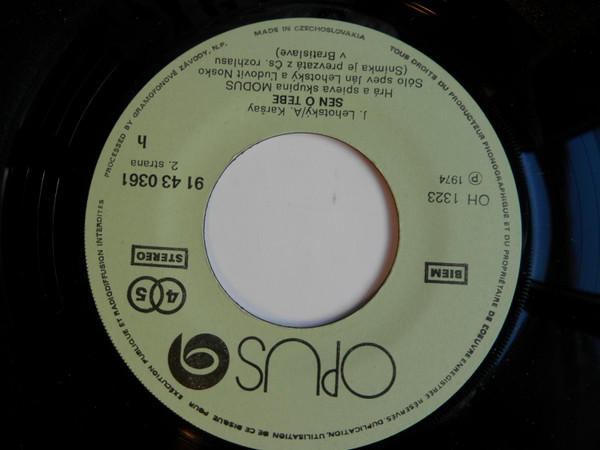 OPUS
45
STEREO
BIEM
91 43 0361
2. strana
h
OH 1323
Ⓟ 1974
J. Lehotský/A. Karšay
SEN O TEBE
Hrá a spieva skupina MODUS
Sólo spev Ján Lehotský a Ľudovít Nosko
(Snímka je prevzatá z Čs. rozhlasu
v Bratislave)
MADE IN CZECHOSLOVAKIA
TOUS DROITS DU PRODUCTEUR PHONOGRAPHIQUE ET DU PROPRIÉTAIRE DE L'OEUVRE ENREGISTRÉE RÉSERVÉS. DUPLICATION, UTILISATION DE CE DISQUE POUR EXÉCUTION PUBLIQUE ET RADIODIFFUSION INTERDITES
PROCESSED BY GRAMOFONOVÉ ZÁVODY, N.P.